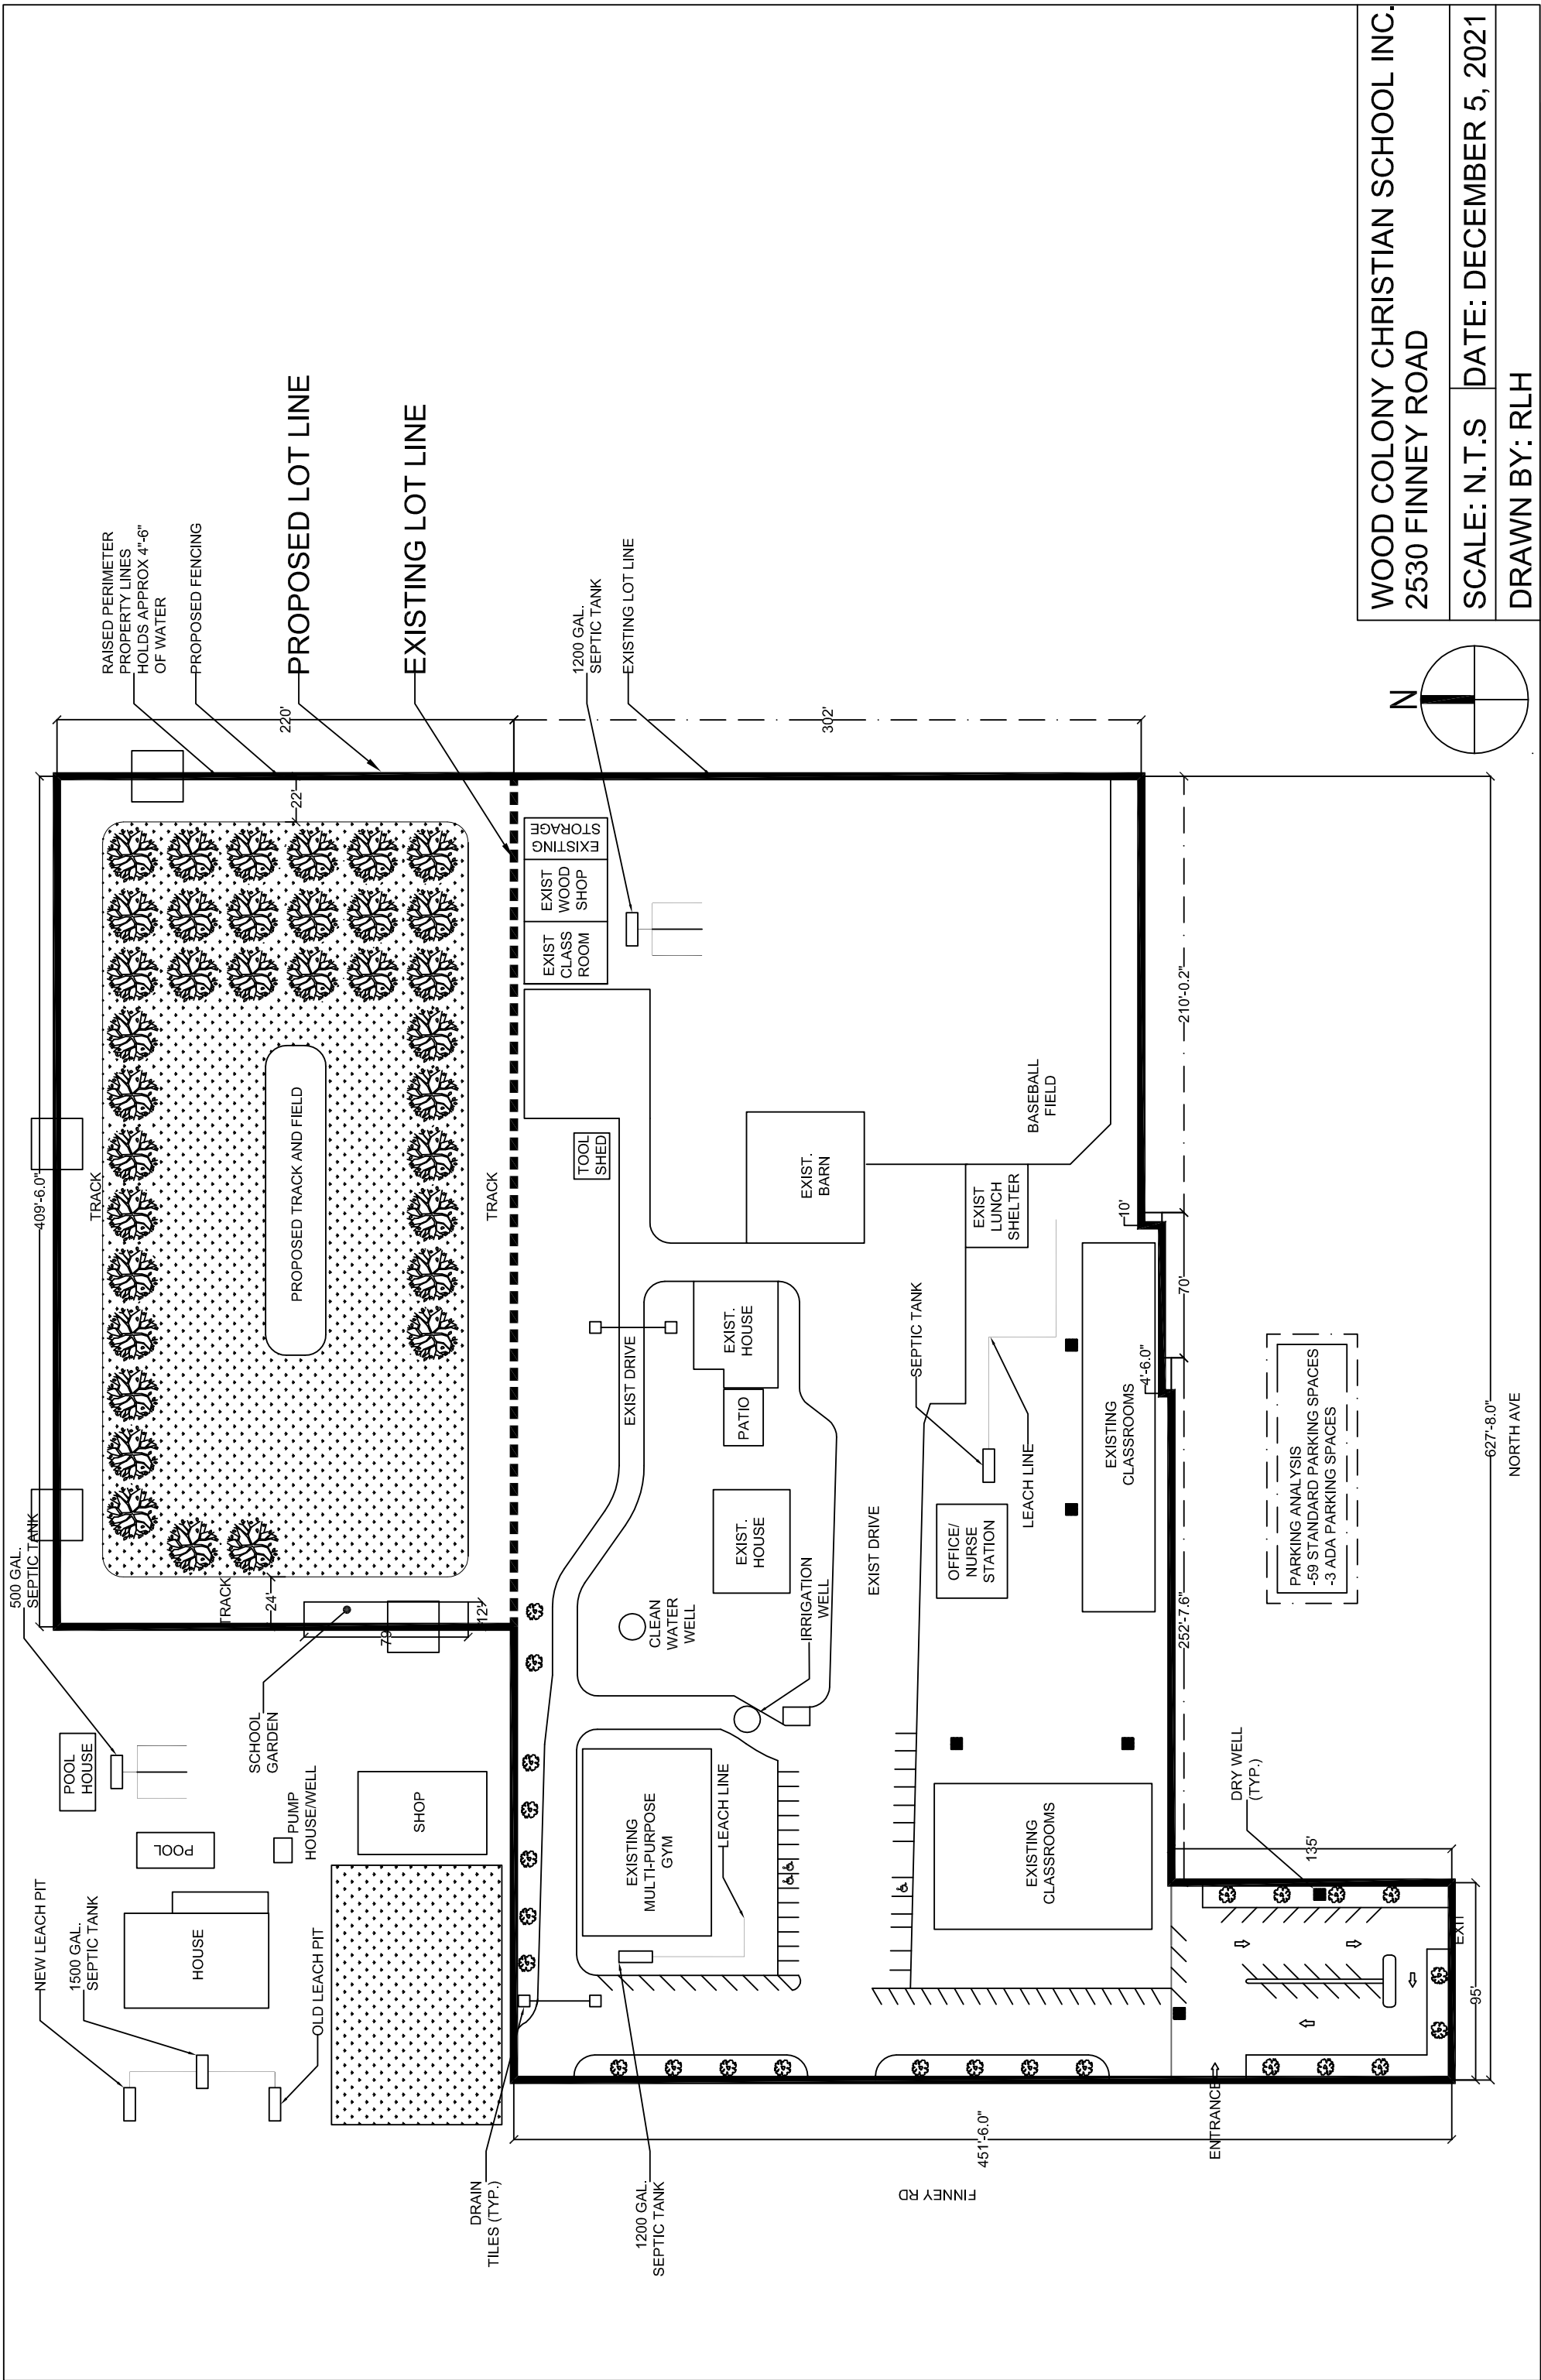 500 GAL.
SEPTIC TANK
NEW LEACH PIT
1500 GAL.
SEPTIC TANK
POOL
HOUSE
POOL
HOUSE
OLD LEACH PIT
PUMP
HOUSE/WELL
SCHOOL
GARDEN
SHOP
409'-6.0"
TRACK
TRACK
TRACK
24'
22'
12'
PROPOSED TRACK AND FIELD
220'
RAISED PERIMETER
PROPERTY LINES
HOLDS APPROX 4"-6"
OF WATER
PROPOSED FENCING
PROPOSED LOT LINE
EXISTING LOT LINE
1200 GAL.
SEPTIC TANK
EXISTING LOT LINE
302'
EXIST
CLASS
ROOM
EXIST
WOOD
SHOP
EXISTING
STORAGE
TOOL
SHED
EXIST DRIVE
EXIST.
HOUSE
PATIO
EXIST.
BARN
EXIST.
HOUSE
CLEAN
WATER
WELL
IRRIGATION
WELL
EXISTING
MULTI-PURPOSE
GYM
LEACH LINE
DRAIN
TILES (TYP.)
1200 GAL.
SEPTIC TANK
FINNEY RD
451'-6.0"
EXIST DRIVE
SEPTIC TANK
OFFICE/
NURSE
STATION
LEACH LINE
EXIST
LUNCH
SHELTER
BASEBALL
FIELD
EXISTING
CLASSROOMS
EXISTING
CLASSROOMS
10'
4'-6.0"
252'-7.6"
70'
210'-0.2"
DRY WELL
(TYP.)
135'
ENTRANCE
EXIT
95'
PARKING ANALYSIS
-59 STANDARD PARKING SPACES
-3 ADA PARKING SPACES
627'-8.0"
NORTH AVE
N
WOOD COLONY CHRISTIAN SCHOOL INC.
2530 FINNEY ROAD
SCALE: N.T.S DATE: DECEMBER 5, 2021
DRAWN BY: RLH